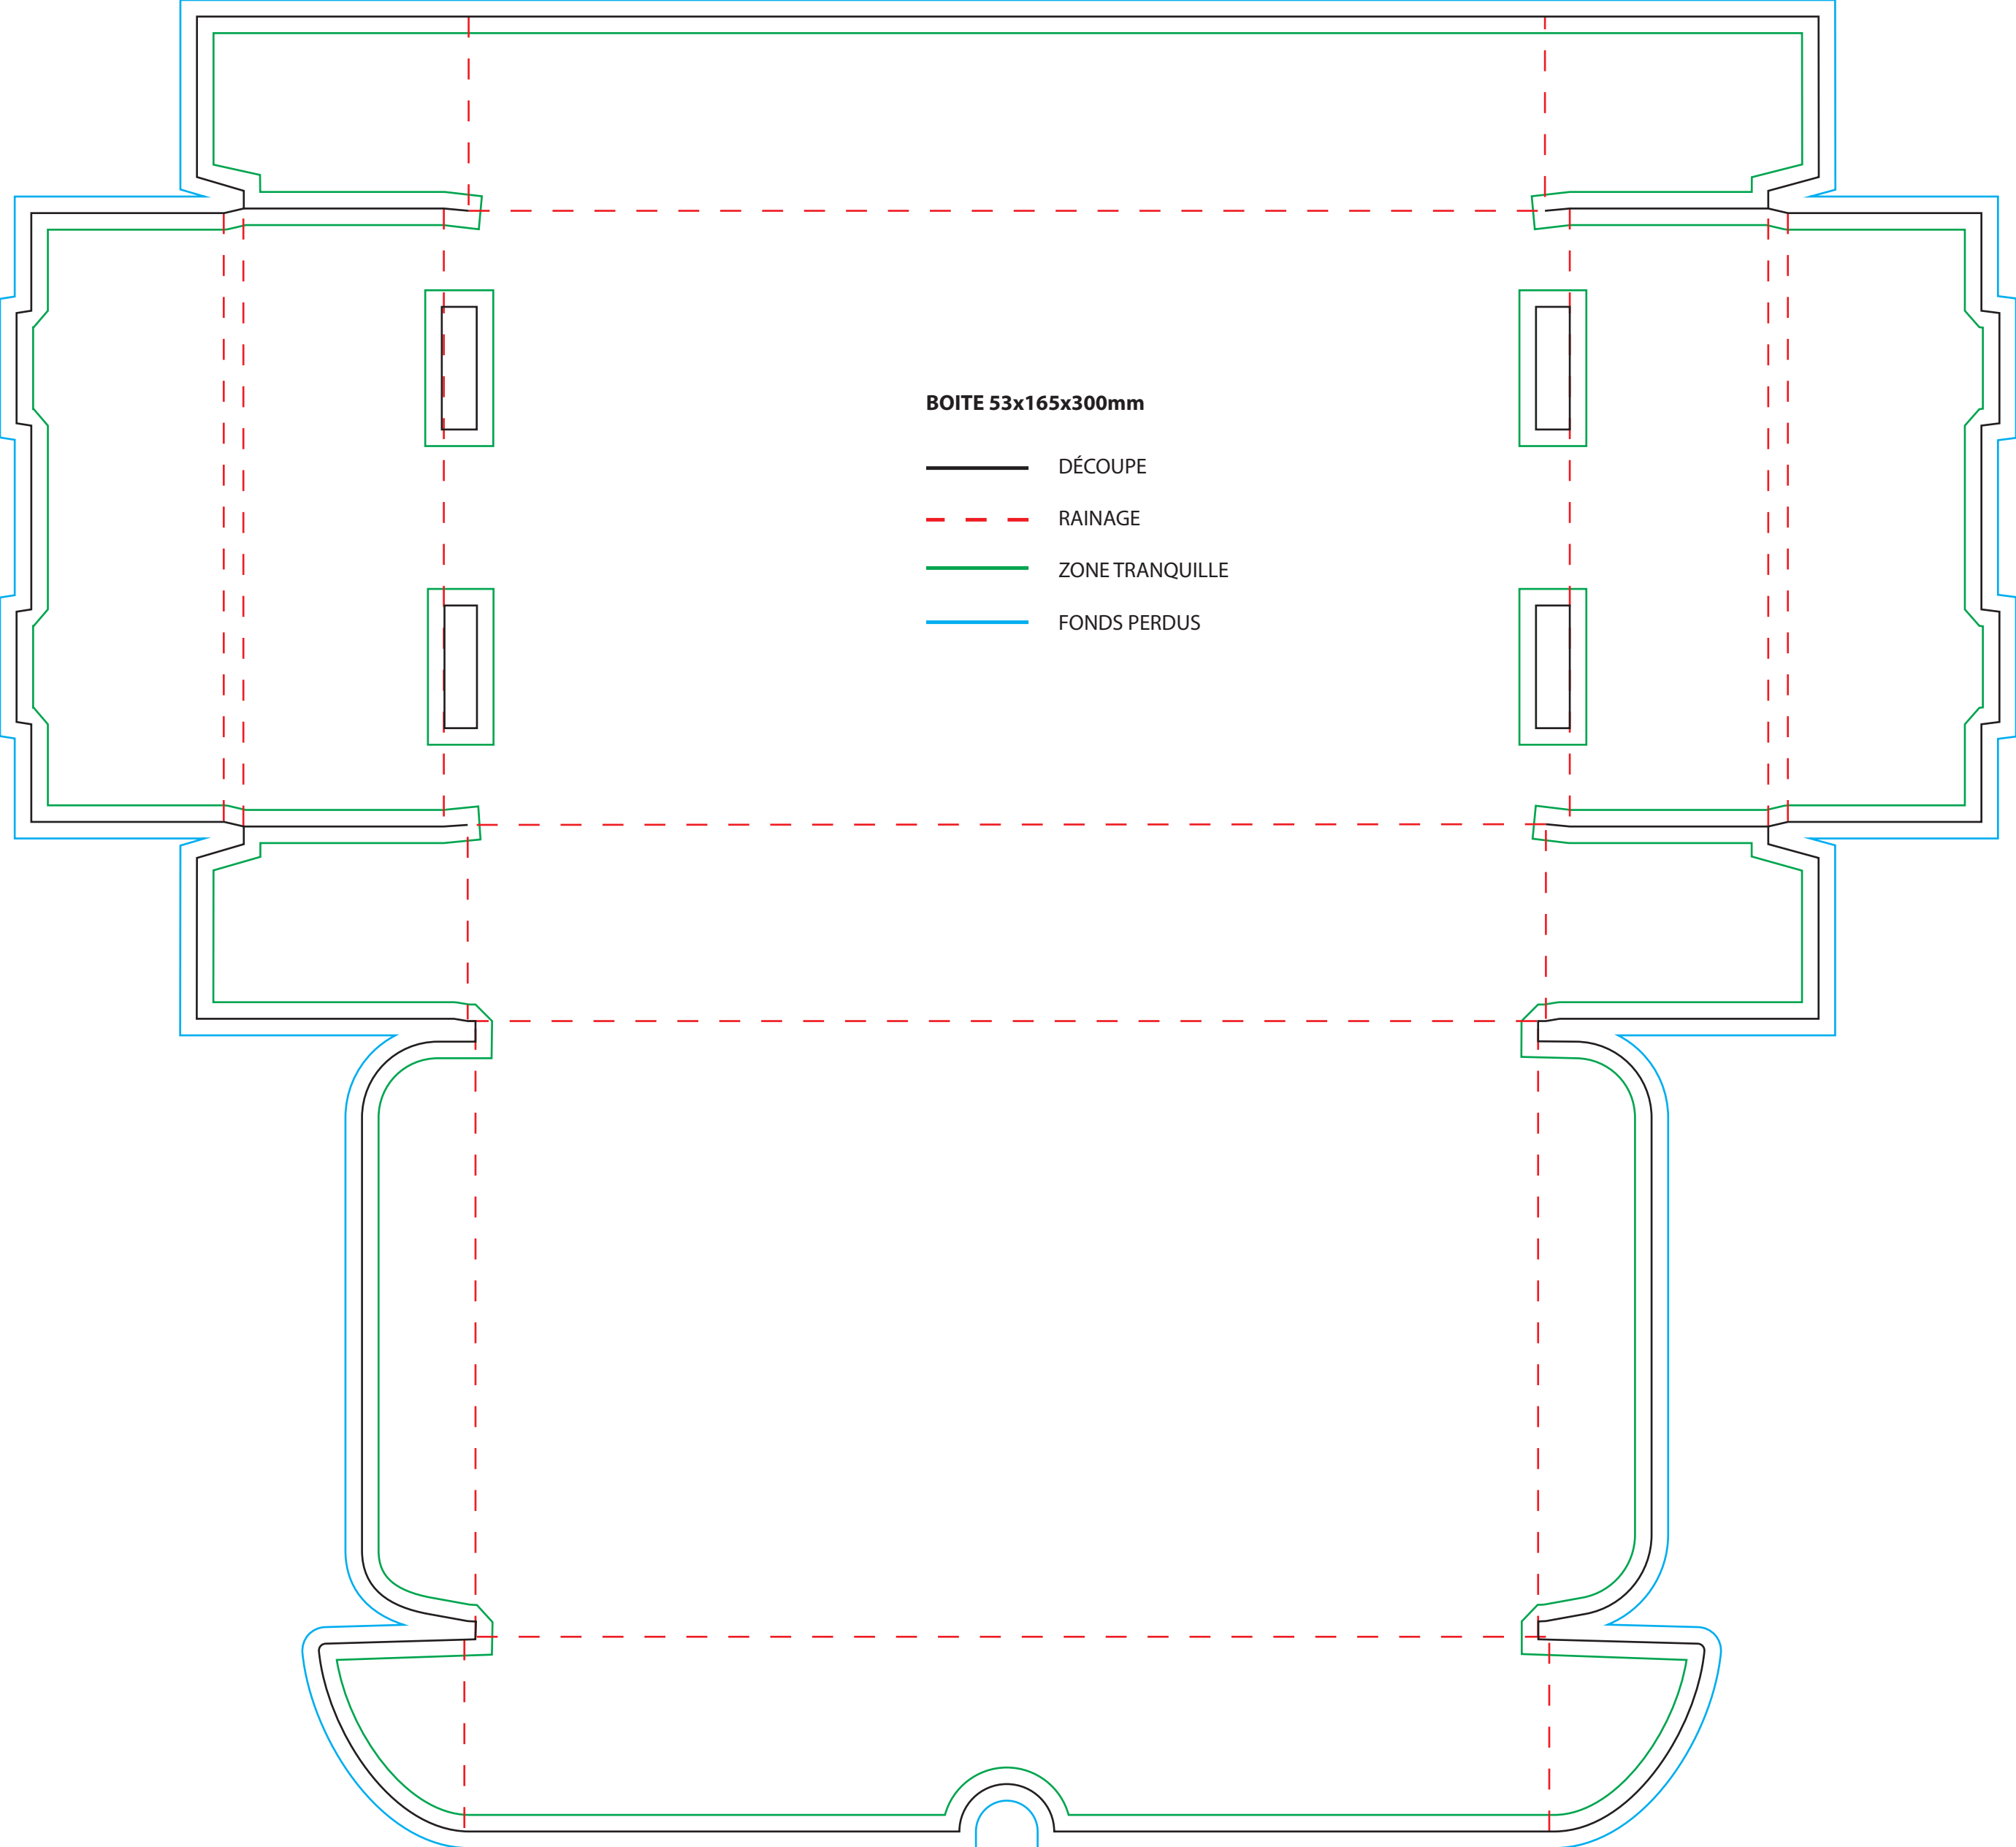 BOITE 53x165x300mm
DÉCOUPE
RAINAGE
ZONE TRANQUILLE
FONDS PERDUS